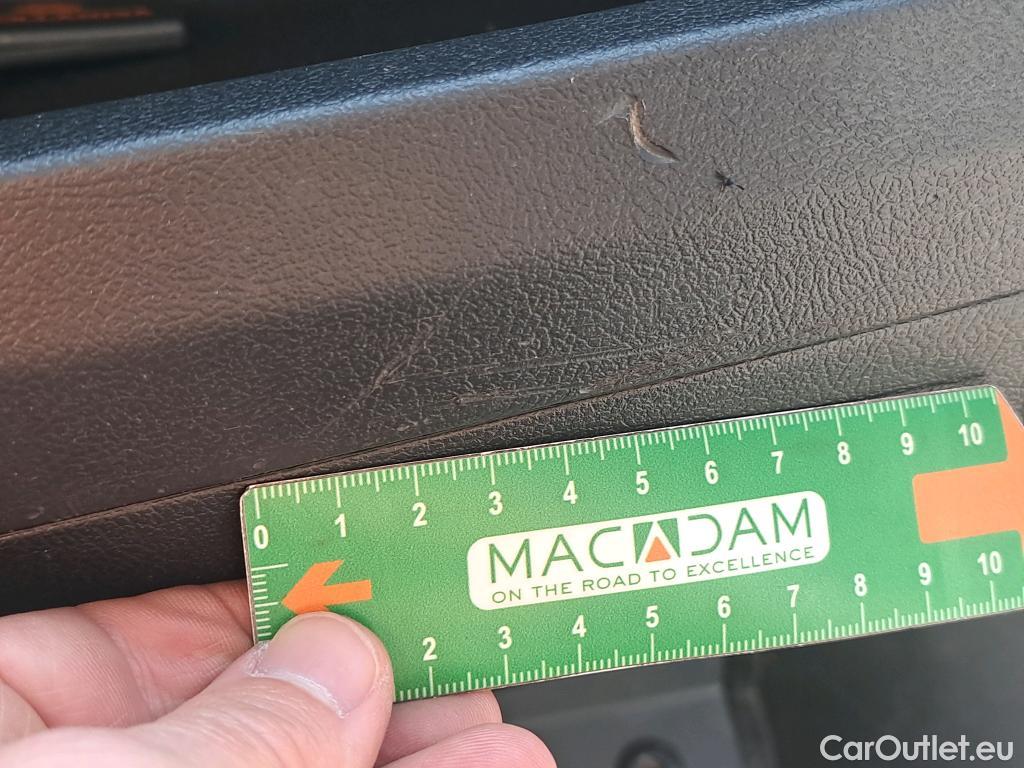 0 1 2 3 4 5 6 7 8 9 10
MACADAM
ON THE ROAD TO EXCELLENCE
2 3 4 5 6 7 8 9 10
CarOutlet.eu